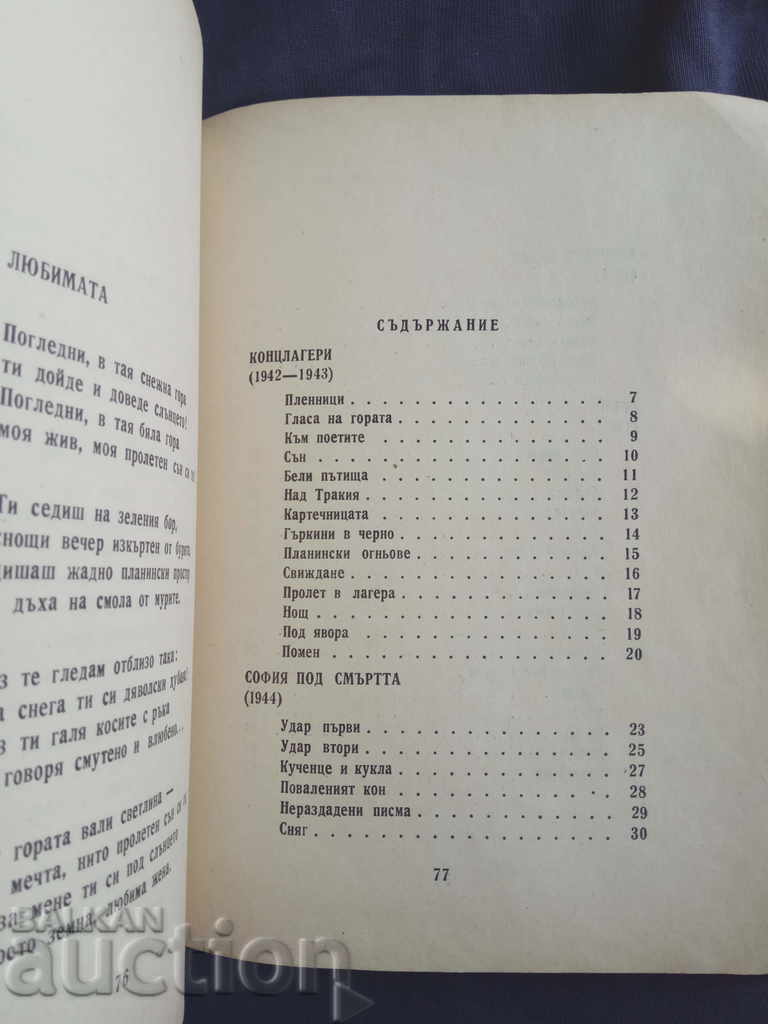 ЛЮБИМАТА
Погледни, в тая снежна гора
ти дойде и доведе слънцето!
Погледни, в тая бяла гора
моя жив, моя пролетен сън си
Ти седиш на зеления бор,
снощи вечер изкъртен от бурята
дишаш жадно планински простор
дъха на смола от мурите.
з те гледам отблизо така:
а снега ти си дяволски хубава!
з ти галя косите с ръка
говоря смутено и влюбено...
гората вали светлина —
мечта, нито пролетен сън си
за мене ти си под слънцето
земна, любима жена.
76
СЪДЪРЖАНИЕ
КОНЦЛАГЕРИ
(1942—1943)
Пленници . . . . . . . . . . . . . . . 7
Гласа на гората . . . . . . . . . . . . 8
Към поетите . . . . . . . . . . . . . 9
Сън . . . . . . . . . . . . . . . . . 10
Бели пътища . . . . . . . . . . . . . 11
Над Тракия . . . . . . . . . . . . . . 12
Картечницата . . . . . . . . . . . . . 13
Гъркини в черно . . . . . . . . . . . . 14
Планински огньове . . . . . . . . . . . 15
Свиждане . . . . . . . . . . . . . . . 16
Пролет в лагера . . . . . . . . . . . . 17
Нощ . . . . . . . . . . . . . . . . . 18
Под явора . . . . . . . . . . . . . . 19
Помен . . . . . . . . . . . . . . . . 20
СОФИЯ ПОД СМЪРТТА
(1944)
Удар първи . . . . . . . . . . . . . . 23
Удар втори . . . . . . . . . . . . . . 25
Кученце и кукла . . . . . . . . . . . . 27
Поваленият кон . . . . . . . . . . . . 28
Нераздадени писма . . . . . . . . . . . 29
Сняг . . . . . . . . . . . . . . . . . 30
77
BALKAN
auction